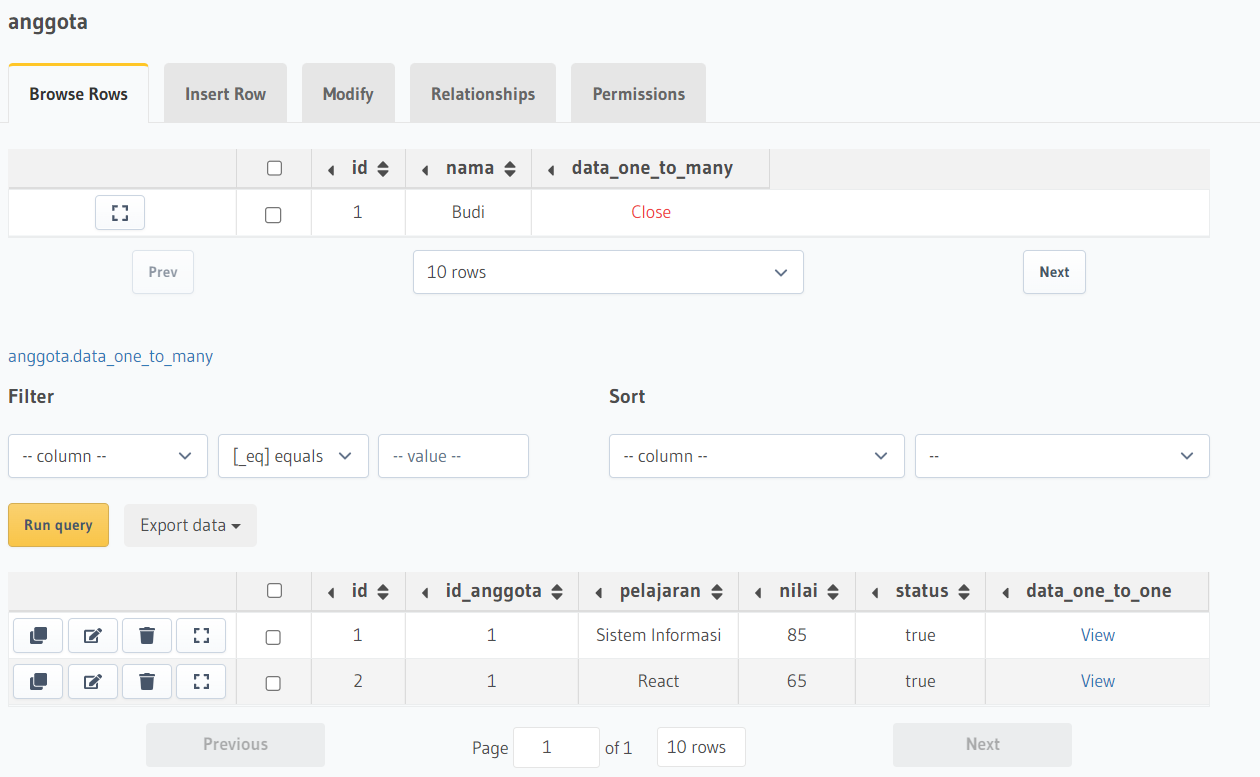 anggota
Browse Rows Insert Row Modify Relationships Permissions
id nama data_one_to_many
1 Budi Close
Prev 10 rows Next
anggota.data_one_to_many
Filter Sort
-- column -- [_eq] equals -- value -- -- column -- --
Run query Export data
id id_anggota pelajaran nilai status data_one_to_one
1 1 Sistem Informasi 85 true View
2 1 React 65 true View
Previous Page 1 of 1 10 rows Next